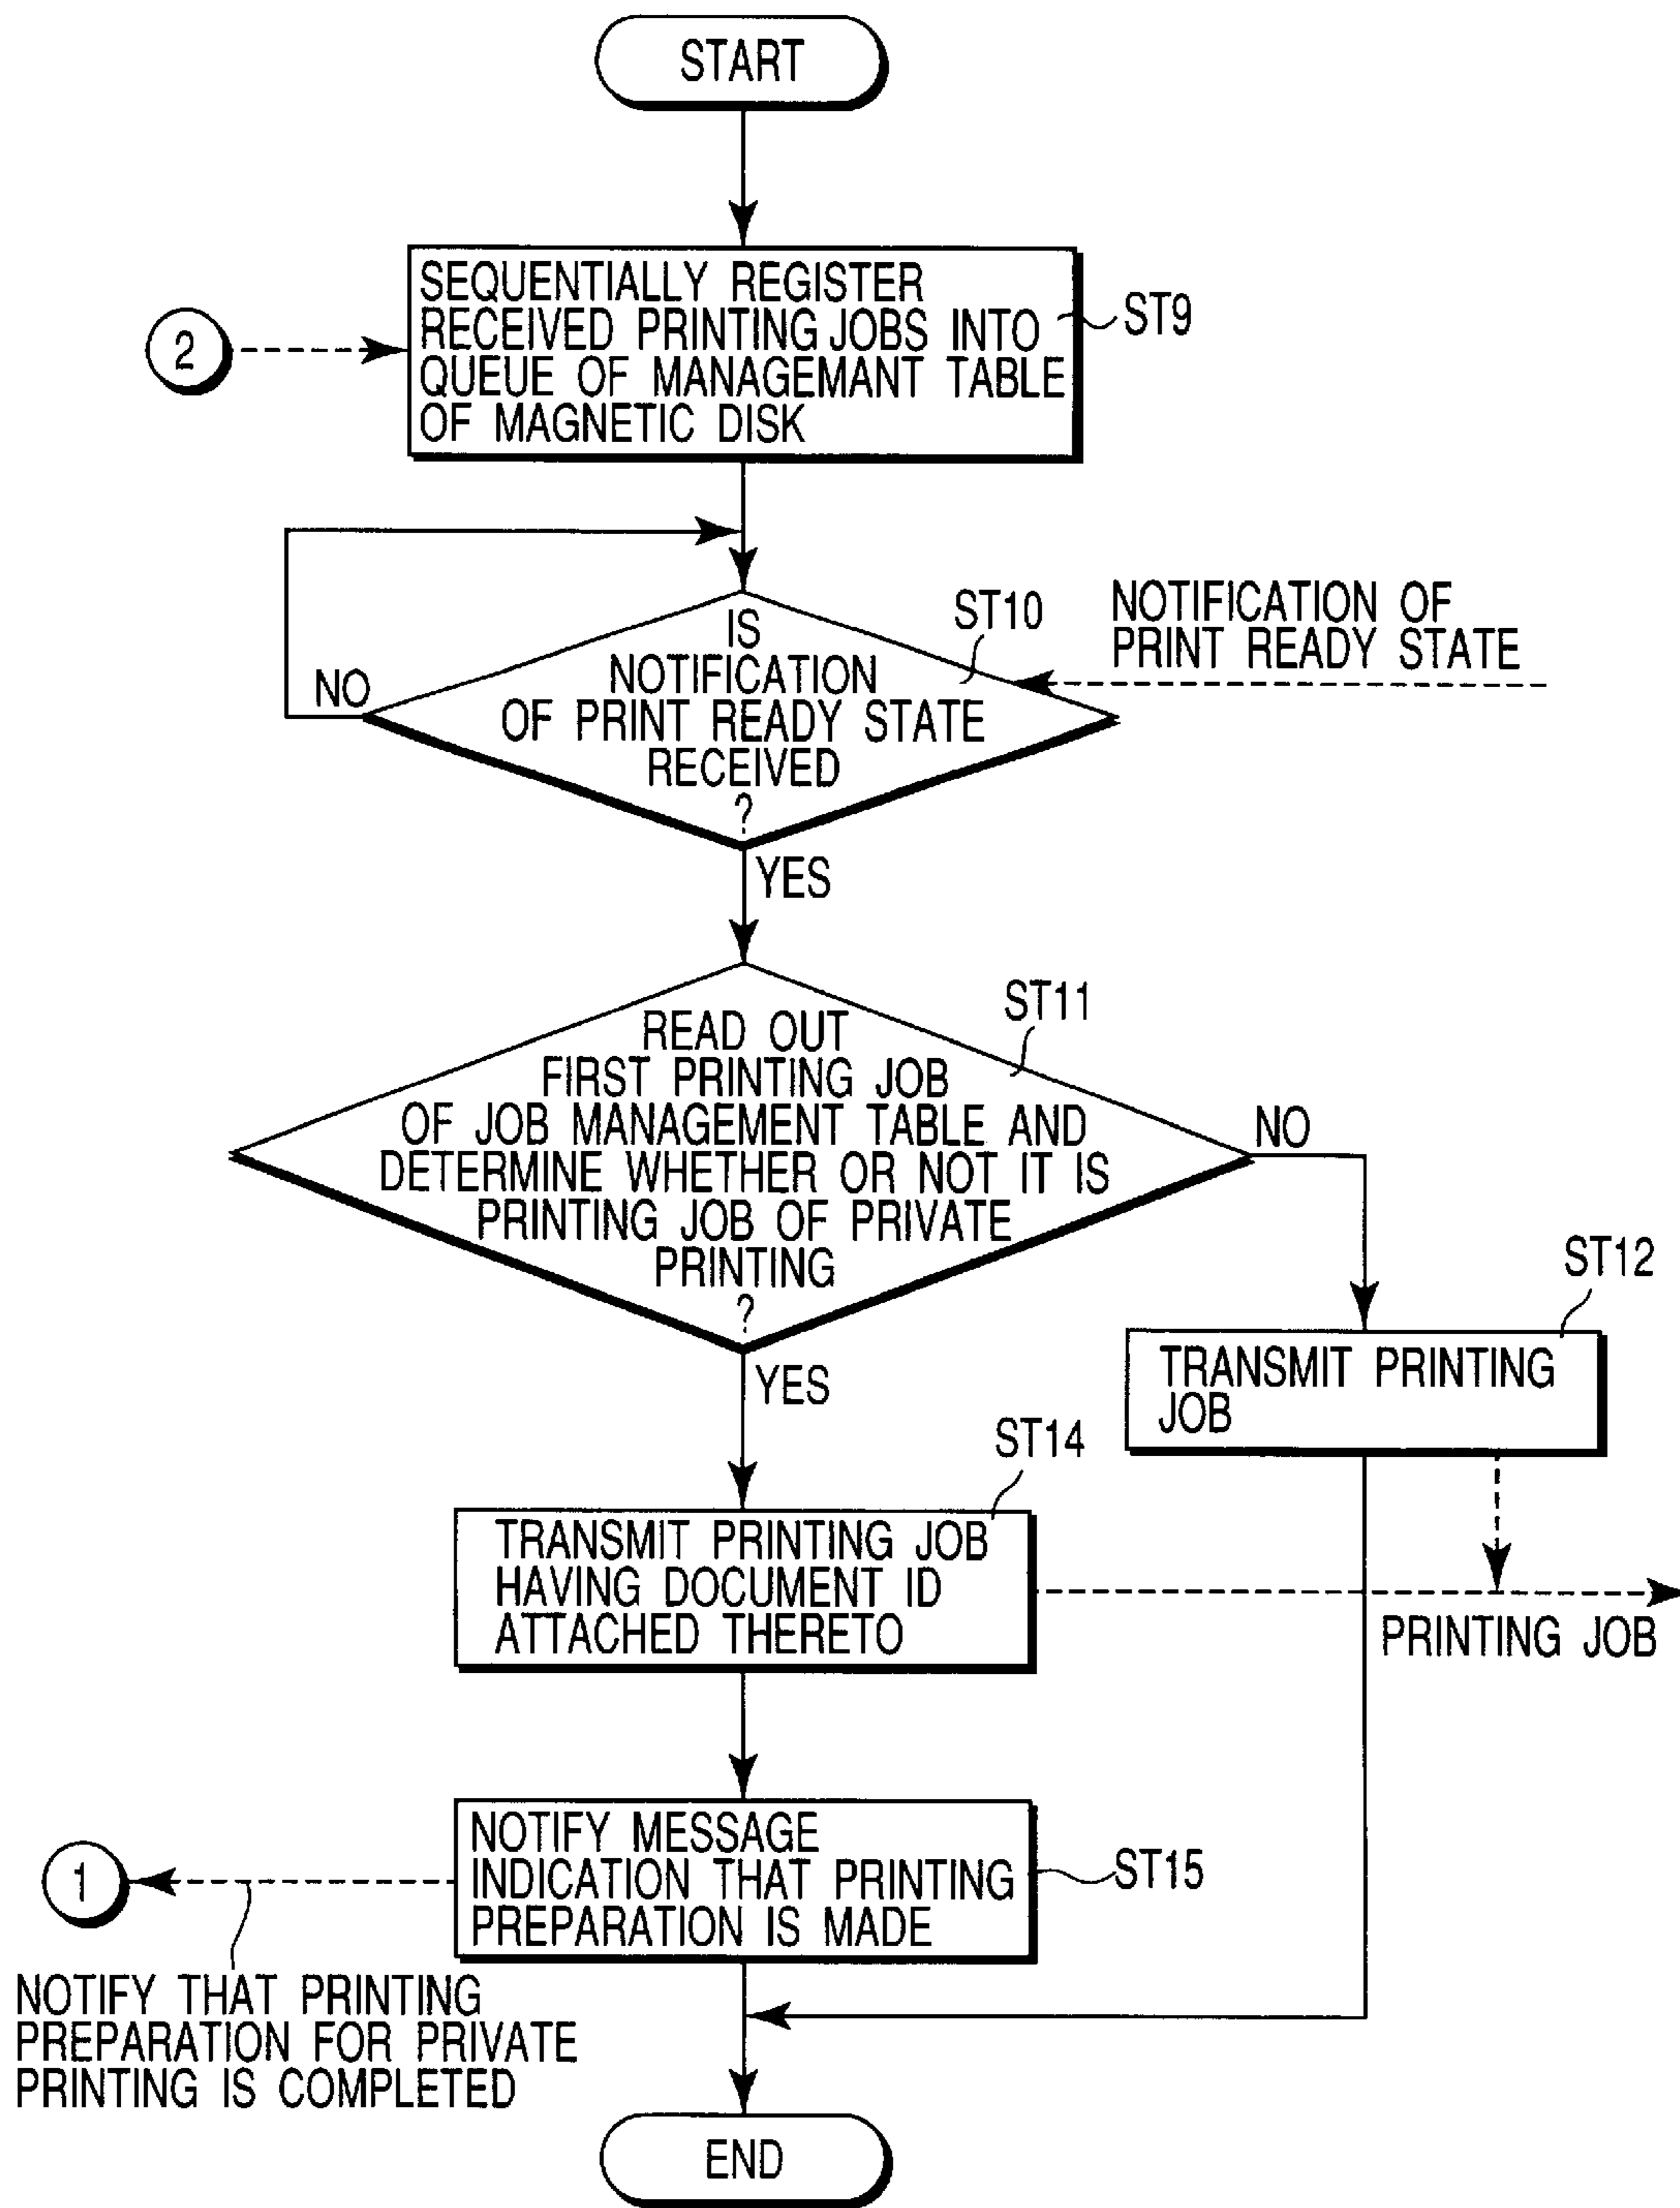 START
SEQUENTIALLY REGISTER
RECEIVED PRINTING JOBS INTO
QUEUE OF MANAGEMANT TABLE
OF MAGNETIC DISK
ST9
2
ST10
NOTIFICATION OF
PRINT READY STATE
IS
NOTIFICATION
OF PRINT READY STATE
RECEIVED
?
NO
YES
ST11
READ OUT
FIRST PRINTING JOB
OF JOB MANAGEMENT TABLE AND
DETERMINE WHETHER OR NOT IT IS
PRINTING JOB OF PRIVATE
PRINTING
?
NO
YES
ST12
TRANSMIT PRINTING
JOB
ST14
TRANSMIT PRINTING JOB
HAVING DOCUMENT ID
ATTACHED THERETO
PRINTING JOB
NOTIFY MESSAGE
INDICATION THAT PRINTING
PREPARATION IS MADE
ST15
1
NOTIFY THAT PRINTING
PREPARATION FOR PRIVATE
PRINTING IS COMPLETED
END